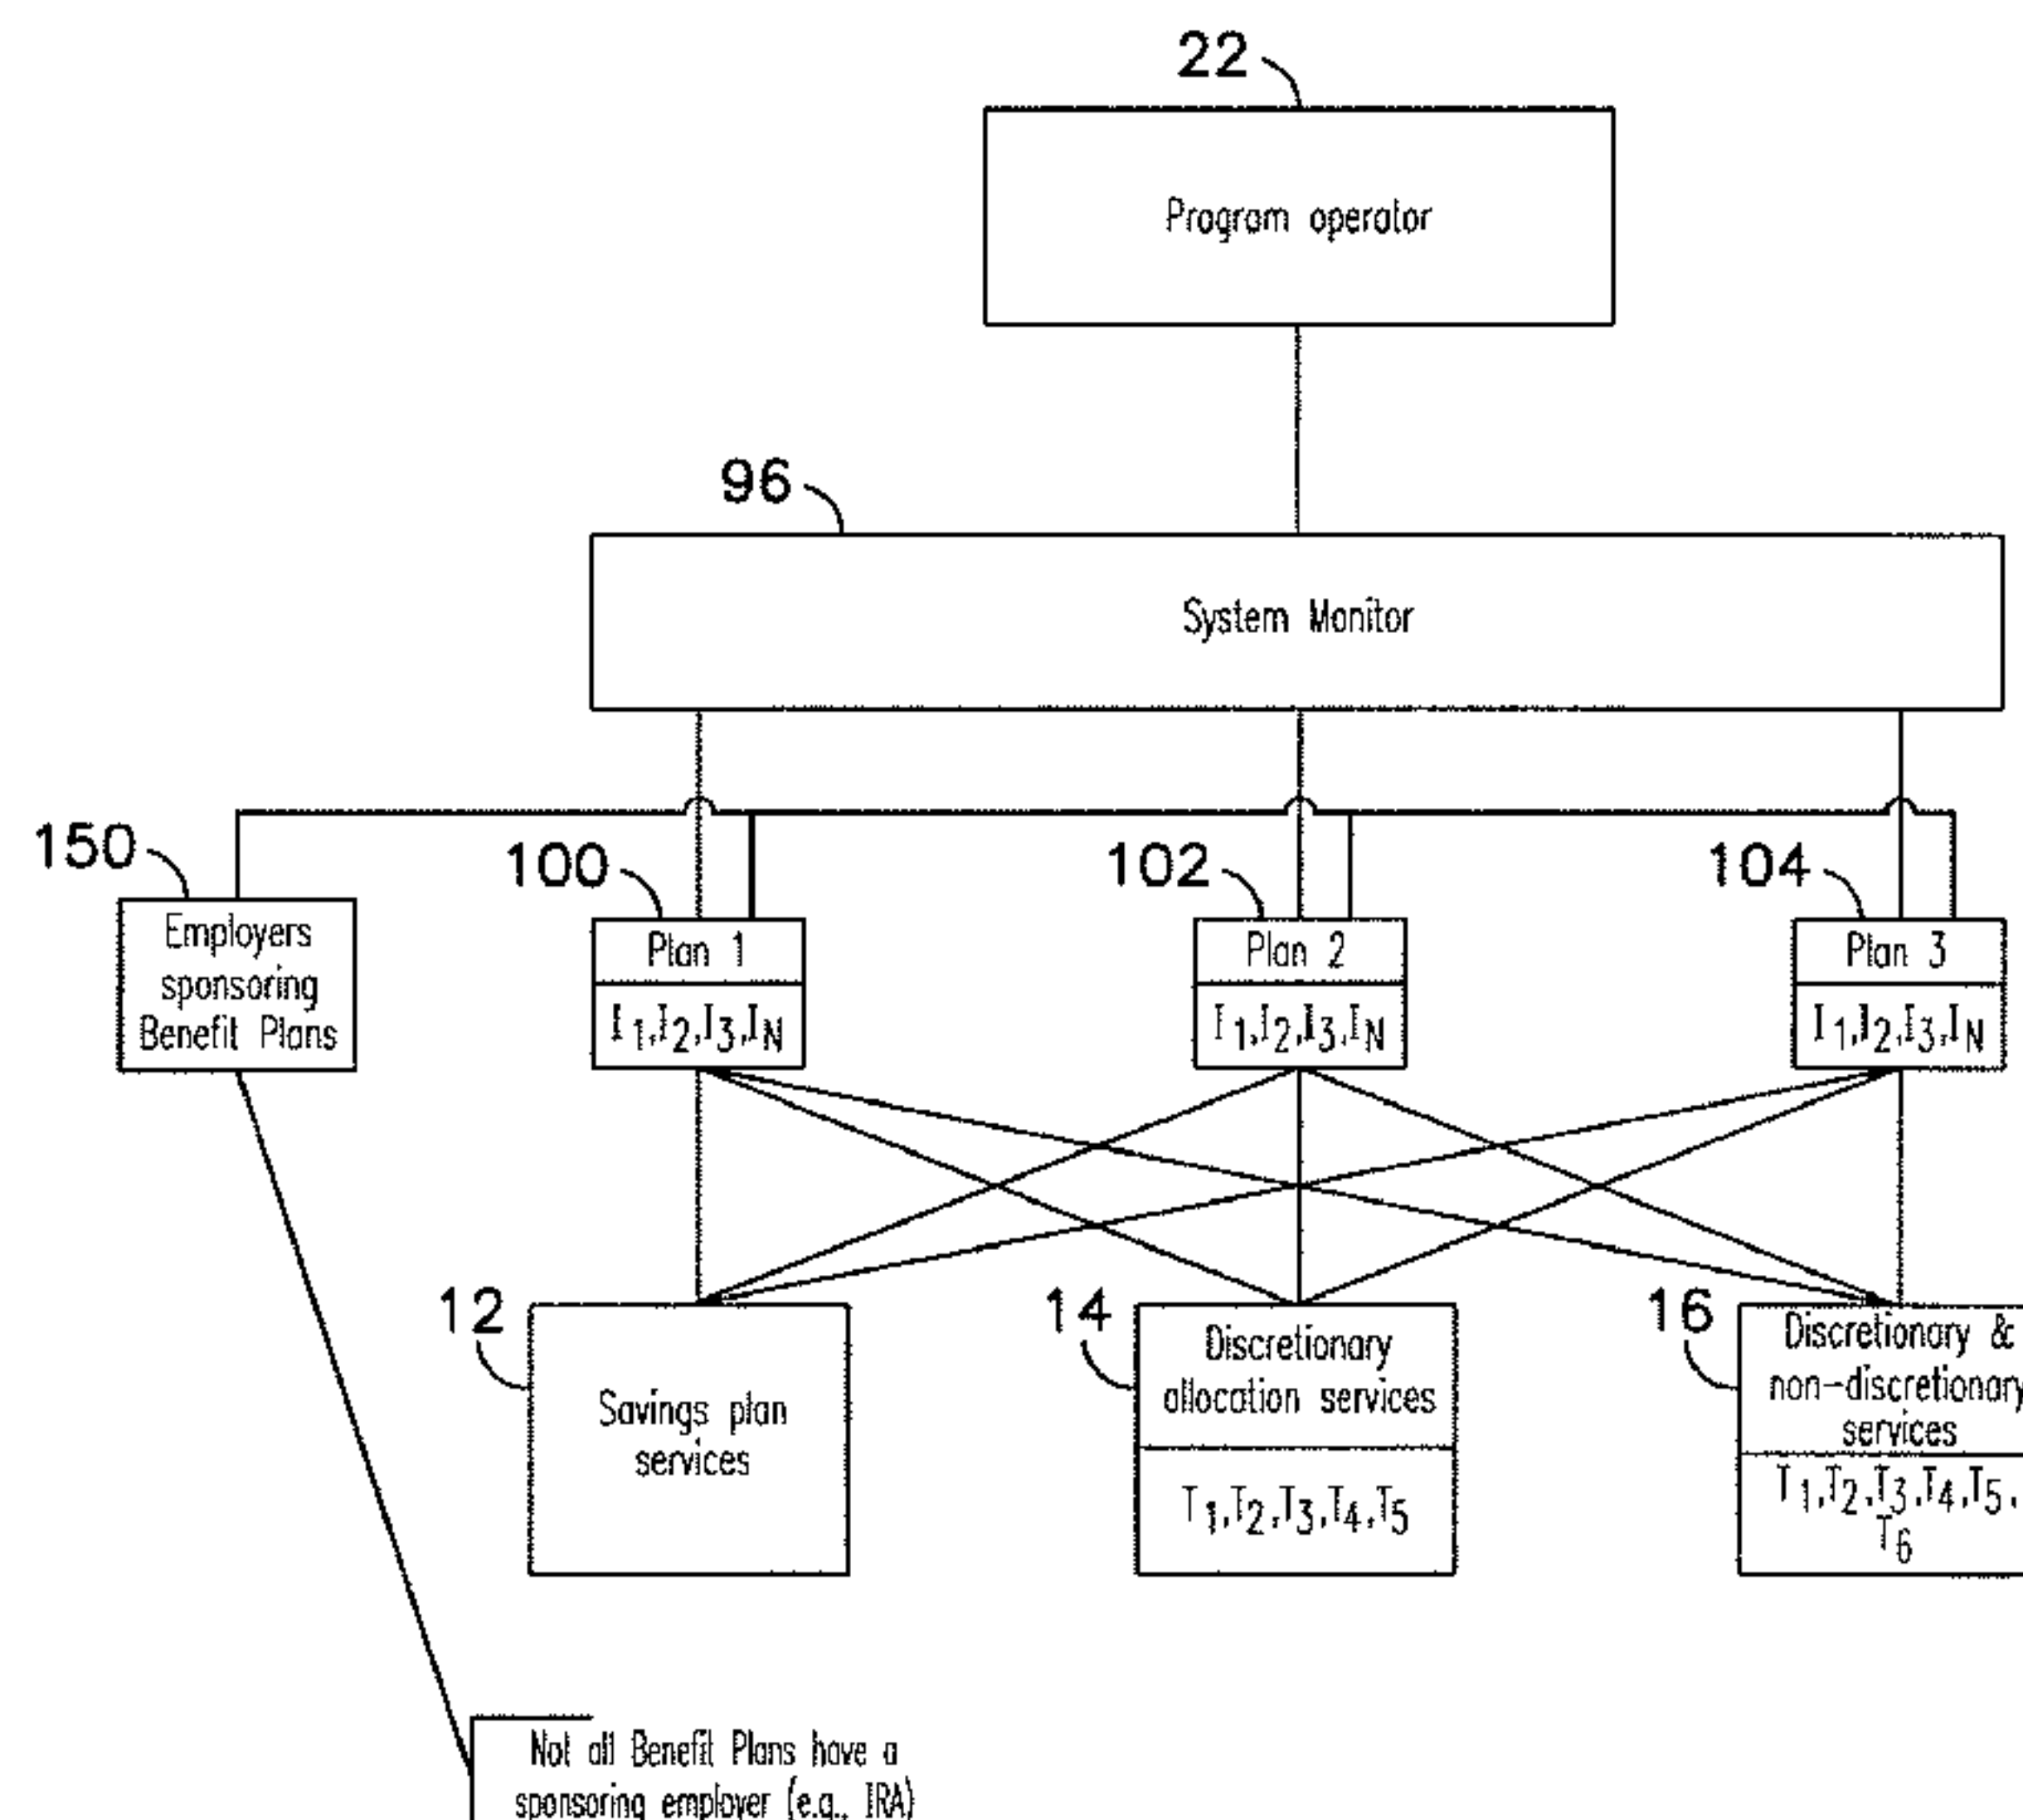 22
Program operator
96
System Monitor
150
100
102
104
Employers
sponsoring
Benefit Plans
Plan 1
I1,I2,I3,IN
Plan 2
I1,I2,I3,IN
Plan 3
I1,I2,I3,IN
12
Savings plan
services
14
Discretionary
allocation services
T1,T2,T3,T4,T5
16
Discretionary &
non-discretionary
services
T1,T2,T3,T4,T5,
T6
Not all Benefit Plans have a
sponsoring employer (e.g., IRA)